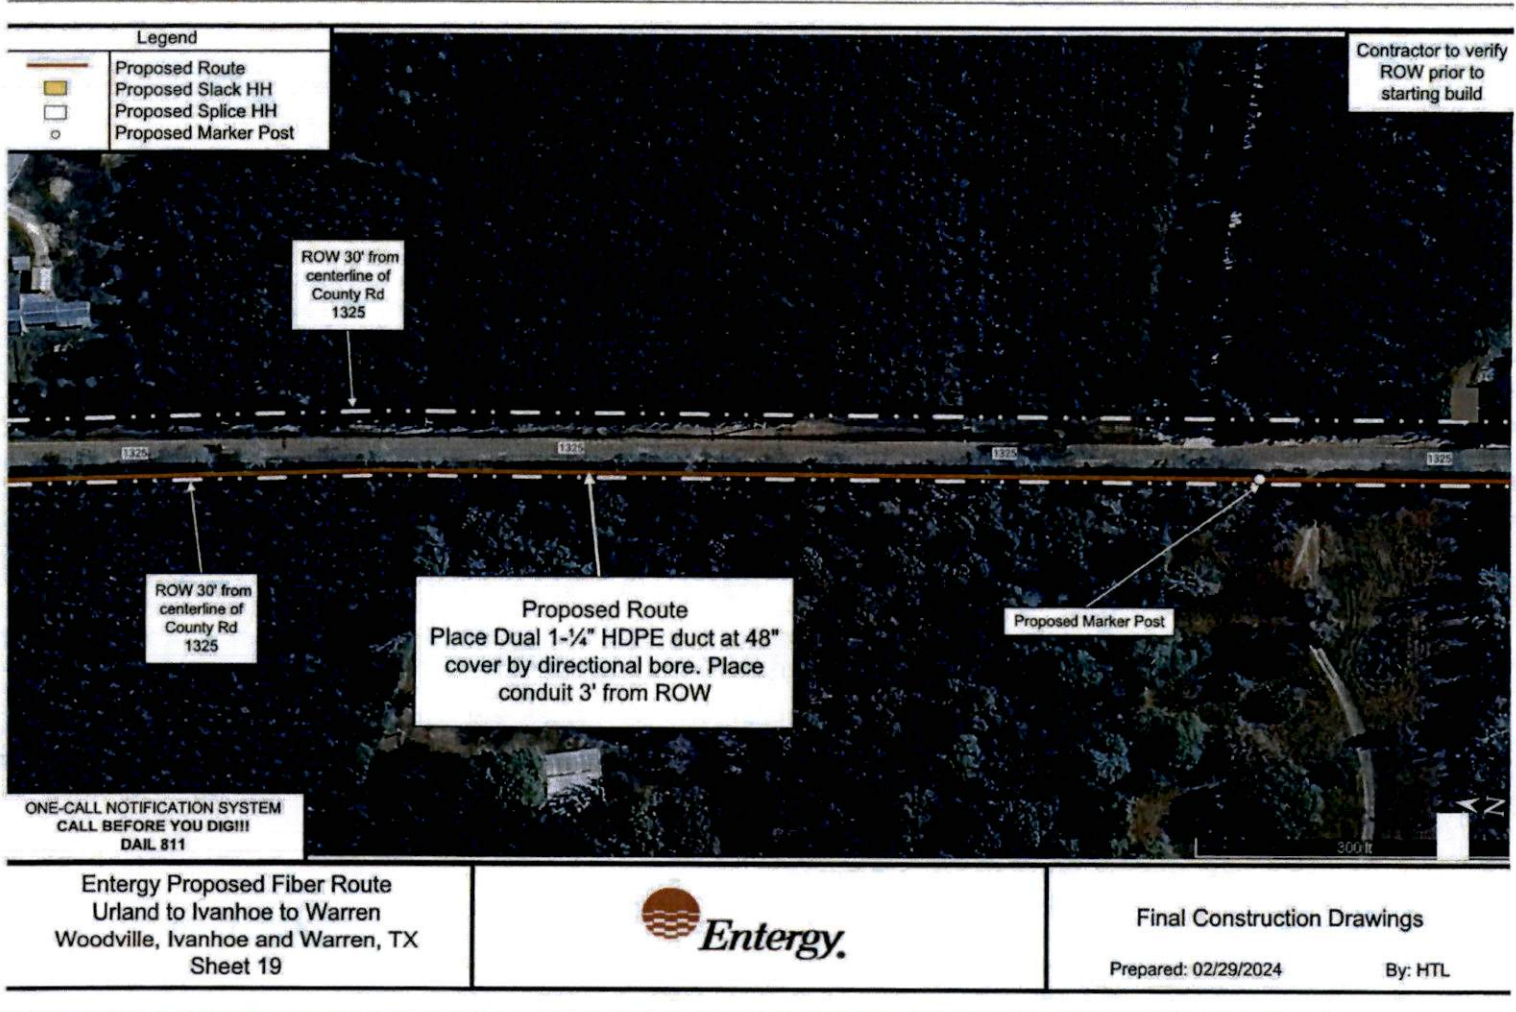 Legend
Proposed Route
Proposed Slack HH
Proposed Splice HH
Proposed Marker Post
Contractor to verify
ROW prior to
starting build
ROW 30' from
centerline of
County Rd
1325
1325
1325
1325
1325
ROW 30' from
centerline of
County Rd
1325
Proposed Route
Place Dual 1-¼" HDPE duct at 48"
cover by directional bore. Place
conduit 3' from ROW
Proposed Marker Post
ONE-CALL NOTIFICATION SYSTEM
CALL BEFORE YOU DIG!!!
DAIL 811
300 ft
N
Entergy Proposed Fiber Route
Urland to Ivanhoe to Warren
Woodville, Ivanhoe and Warren, TX
Sheet 19
Entergy.
Final Construction Drawings
Prepared: 02/29/2024
By: HTL